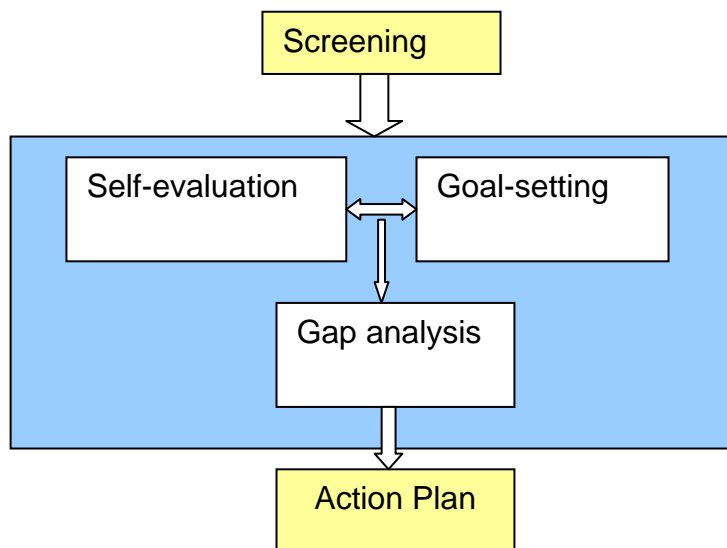 Screening
Self-evaluation
Goal-setting
Gap analysis
Action Plan